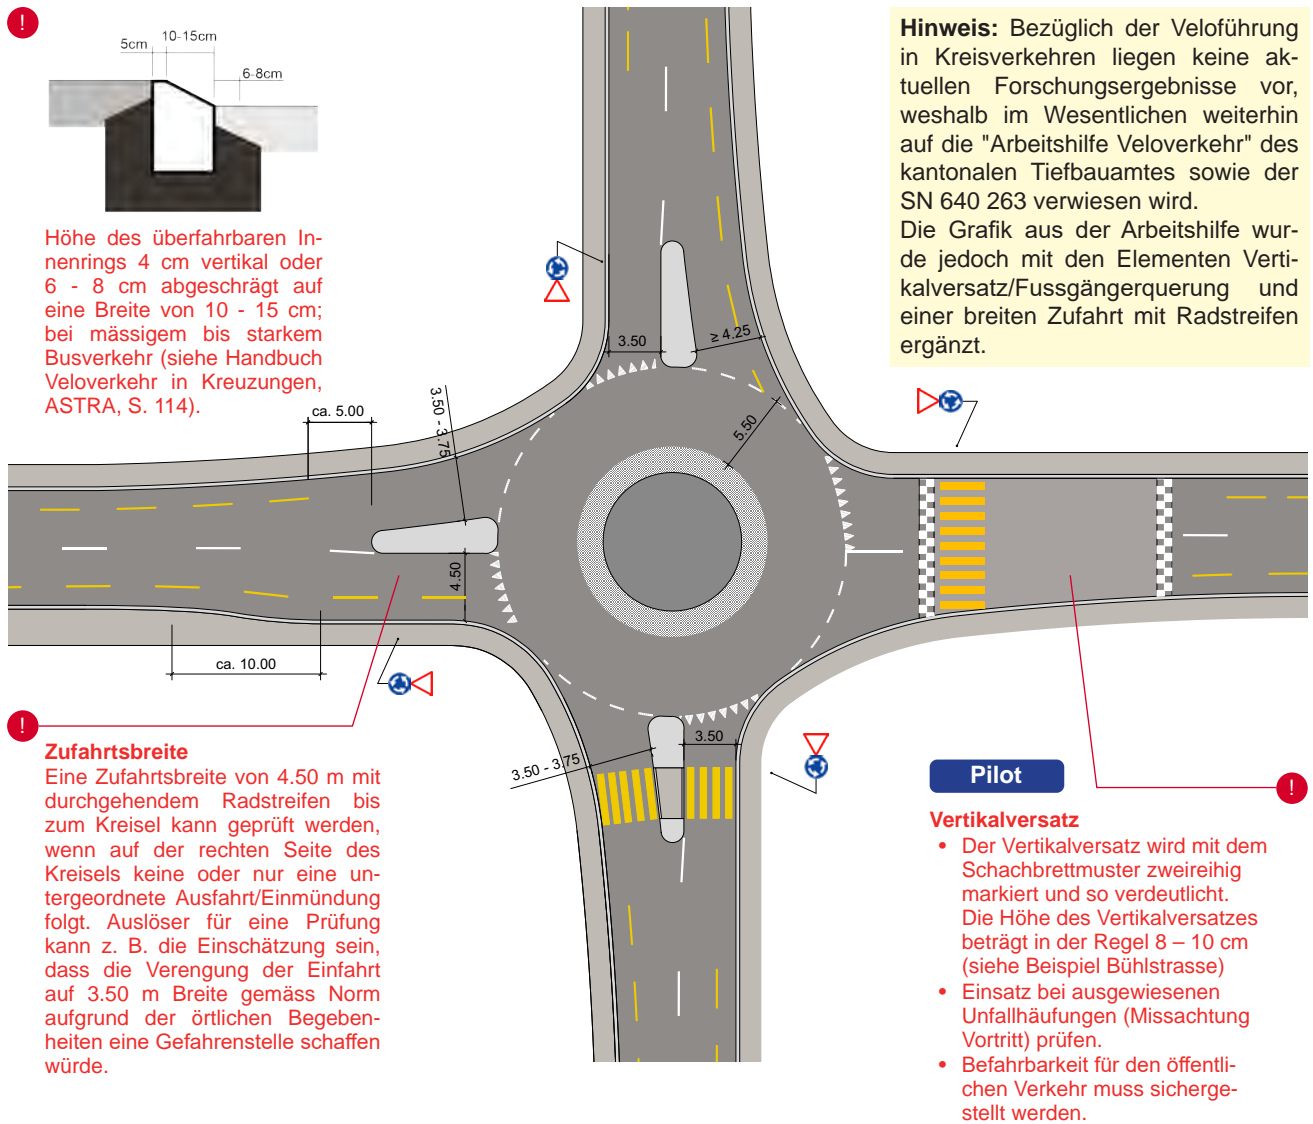 !
5cm
10-15cm
6-8cm
Höhe des überfahrbaren In-
nenrings 4 cm vertikal oder
6 - 8 cm abgeschrägt auf
eine Breite von 10 - 15 cm;
bei mässigem bis starkem
Busverkehr (siehe Handbuch
Veloverkehr in Kreuzungen,
ASTRA, S. 114).
Hinweis: Bezüglich der Veloführung
in Kreisverkehren liegen keine ak-
tuellen Forschungsergebnisse vor,
weshalb im Wesentlichen weiterhin
auf die "Arbeitshilfe Veloverkehr" des
kantonalen Tiefbauamtes sowie der
SN 640 263 verwiesen wird.
Die Grafik aus der Arbeitshilfe wur-
de jedoch mit den Elementen Verti-
kalversatz/Fussgängerquerung und
einer breiten Zufahrt mit Radstreifen
ergänzt.
3.50
≥ 4.25
ca. 5.00
3.50 - 3.75
5.50
4.50
ca. 10.00
3.50 - 3.75
3.50
!
Zufahrtsbreite
Eine Zufahrtsbreite von 4.50 m mit
durchgehendem Radstreifen bis
zum Kreisel kann geprüft werden,
wenn auf der rechten Seite des
Kreisels keine oder nur eine un-
tergeordnete Ausfahrt/Einmündung
folgt. Auslöser für eine Prüfung
kann z. B. die Einschätzung sein,
dass die Verengung der Einfahrt
auf 3.50 m Breite gemäss Norm
aufgrund der örtlichen Begeben-
heiten eine Gefahrenstelle schaffen
würde.
Pilot
!
Vertikalversatz
• Der Vertikalversatz wird mit dem
Schachbrettmuster zweireihig
markiert und so verdeutlicht.
Die Höhe des Vertikalversatzes
beträgt in der Regel 8 – 10 cm
(siehe Beispiel Bühlstrasse)
• Einsatz bei ausgewiesenen
Unfallhäufungen (Missachtung
Vortritt) prüfen.
• Befahrbarkeit für den öffentli-
chen Verkehr muss sicherge-
stellt werden.